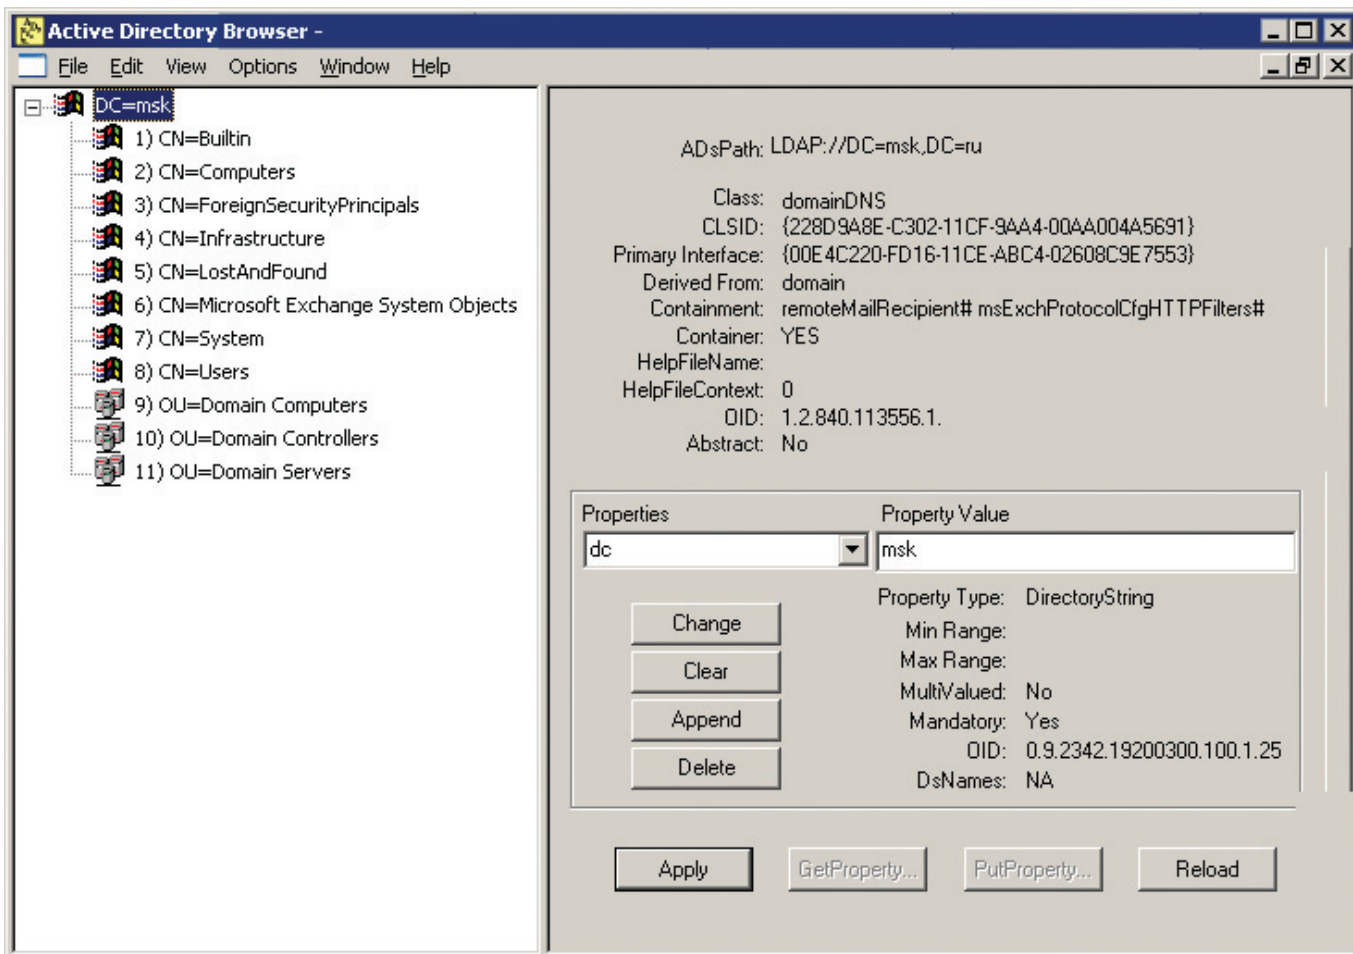 Active Directory Browser -
File Edit View Options Window Help
DC=msk
1) CN=Builtin
2) CN=Computers
3) CN=ForeignSecurityPrincipals
4) CN=Infrastructure
5) CN=LostAndFound
6) CN=Microsoft Exchange System Objects
7) CN=System
8) CN=Users
9) OU=Domain Computers
10) OU=Domain Controllers
11) OU=Domain Servers
ADsPath: LDAP://DC=msk,DC=ru
Class: domainDNS
CLSID: {228D9A8E-C302-11CF-9AA4-00AA004A5691}
Primary Interface: {00E4C220-FD16-11CE-ABC4-02608C9E7553}
Derived From: domain
Containment: remoteMailRecipient# msExchProtocolCfgHTTPFilters#
Container: YES
HelpFileName:
HelpFileContext: 0
OID: 1.2.840.113556.1.
Abstract: No
Properties Property Value
dc msk
Property Type: DirectoryString
Min Range:
Max Range:
MultiValued: No
Mandatory: Yes
OID: 0.9.2342.19200300.100.1.25
DsNames: NA
Change
Clear
Append
Delete
Apply GetProperty... PutProperty... Reload